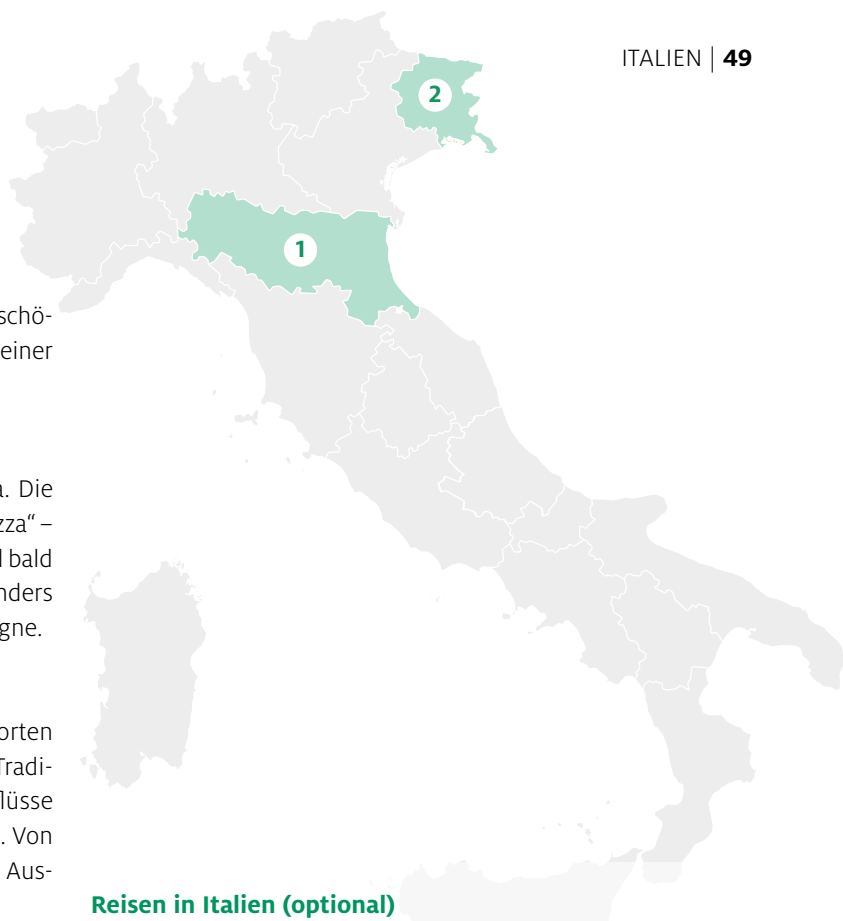 ITALIEN | 49
2
1
schö-
einer
. Die
zza“ –
bald
nders
gne.
orten
Tradi-
lüsse
. Von
Aus-
Reisen in Italien (optional)